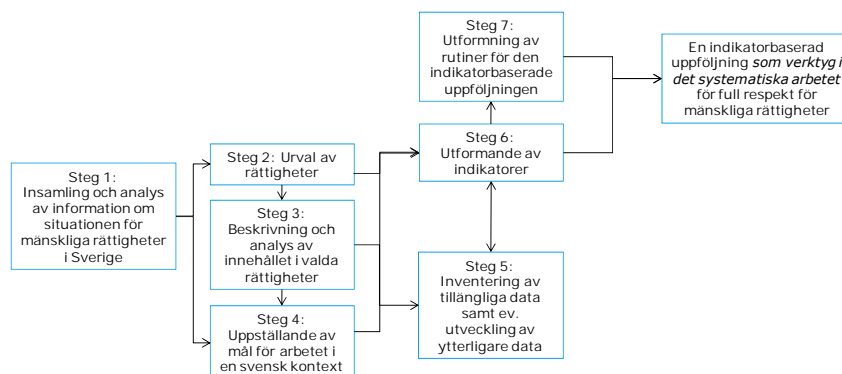 Steg 1:
Insamling och analys
av information om
situationen för
mänskliga rättigheter
i Sverige
Steg 2: Urval av
rättigheter
Steg 3:
Beskrivning och
analys av
innehållet i valda
rättigheter
Steg 4:
Uppställande av
mål för arbetet i
en svensk kontext
Steg 5:
Inventering av
tillängliga data
samt ev.
utveckling av
ytterligare data
Steg 6:
Utformande av
indikatorer
Steg 7:
Utformning av
rutiner för den
indikatorbaserade
uppföljningen
En indikatorbaserad
uppföljning som verktyg i
det systematiska arbetet
för full respekt för
mänskliga rättigheter